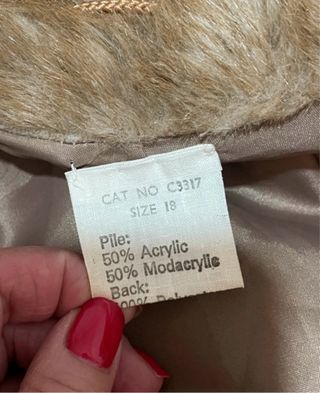 CAT NO C3317
SIZE 18
Pile:
50% Acrylic
50% Modacrylic
Back: